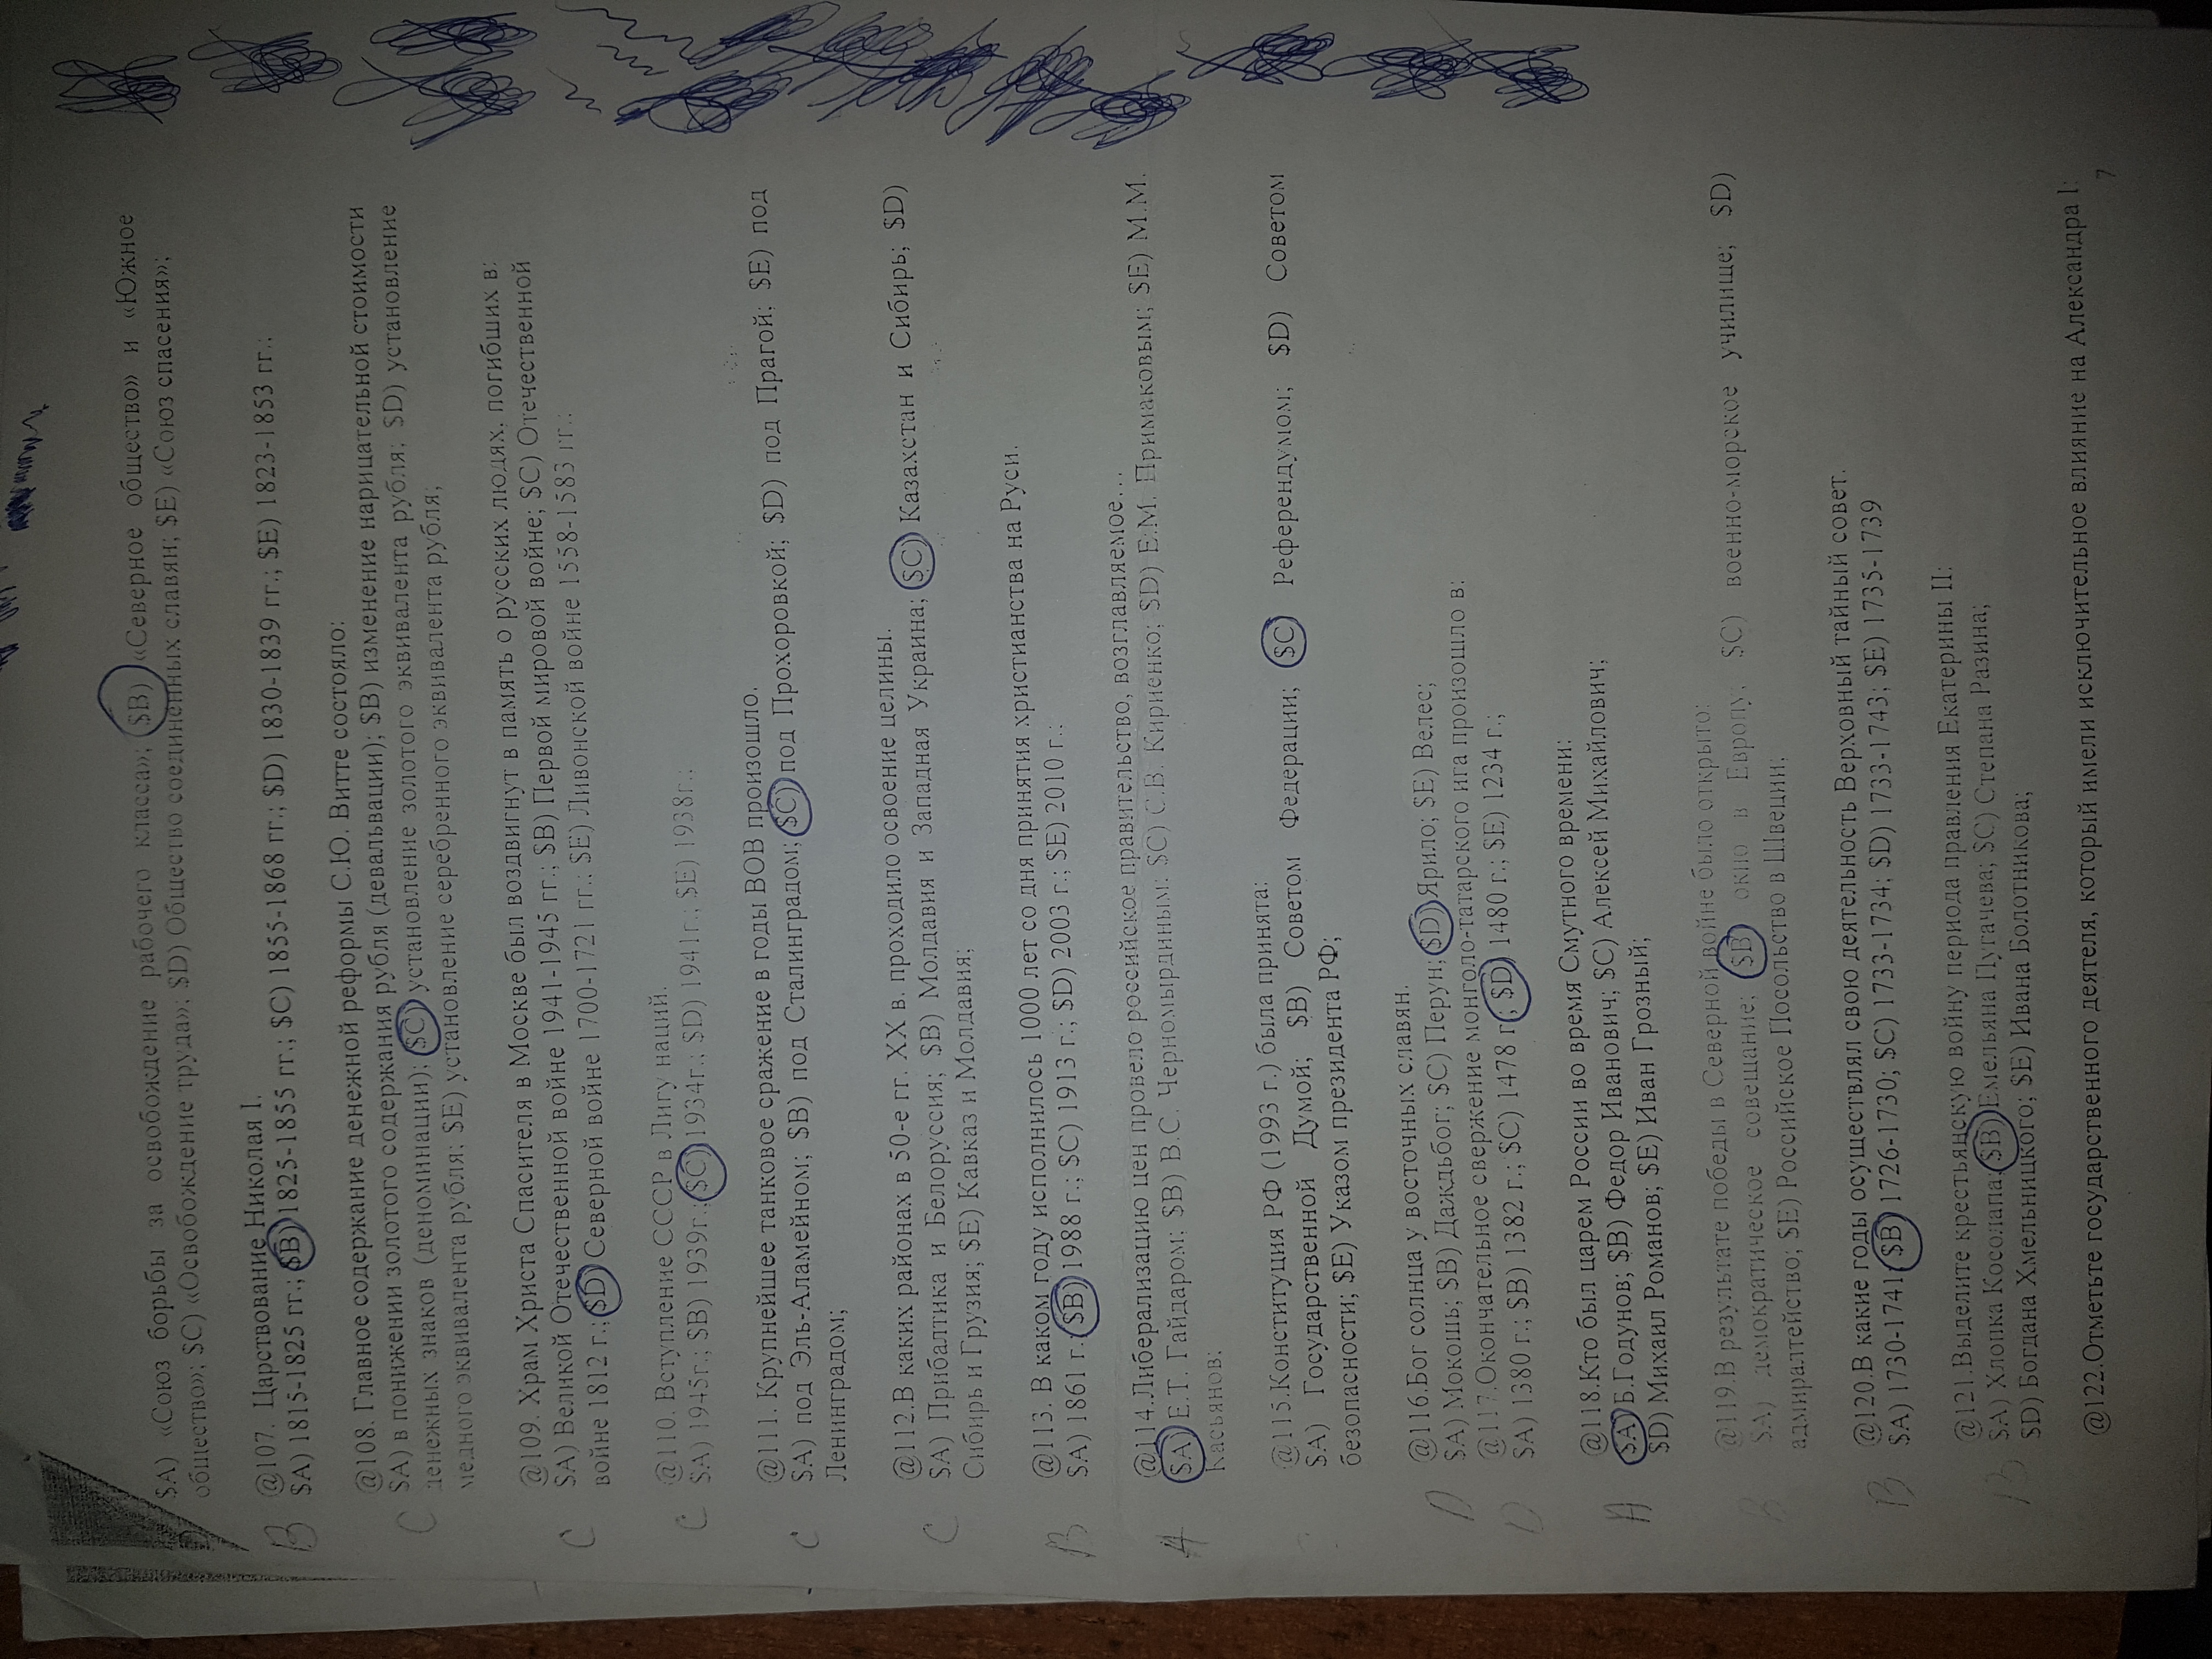 $A) «Союз борьбы за освобождение рабочего класса»; $B) «Северное общество» и «Южное
общество»; $C) «Освобождение труда»; $D) Общество соединенных славян; $E) «Союз спасения»;
@107. Царствование Николая I.
B $A) 1815-1825 гг.; $B) 1825-1855 гг.; $C) 1855-1868 гг.; $D) 1830-1839 гг.; $E) 1823-1853 гг.;
@108. Главное содержание денежной реформы С.Ю. Витте состояло:
$A) в понижении золотого содержания рубля (девальвации); $B) изменение нарицательной стоимости
C денежных знаков (деноминации); $C) установление золотого эквивалента рубля; $D) установление
медного эквивалента рубля; $E) установление серебренного эквивалента рубля;
@109. Храм Христа Спасителя в Москве был воздвигнут в память о русских людях, погибших в:
$A) Великой Отечественной войне 1941-1945 гг.; $B) Первой мировой войне; $C) Отечественной
C войне 1812 г.; $D) Северной войне 1700-1721 гг.; $E) Ливонской войне 1558-1583 гг.:
@110. Вступление СССР в Лигу наций.
C $A) 1945г.; $B) 1939г.; $C) 1934г.; $D) 1941г.; $E) 1938г.;
@111. Крупнейшее танковое сражение в годы ВОВ произошло.
C $A) под Эль-Аламейном; $B) под Сталинградом; $C) под Прохоровкой; $D) под Прагой; $E) под
Ленинградом;
@112.В каких районах в 50-е гг. XX в. проходило освоение целины.
C $A) Прибалтика и Белоруссия; $B) Молдавия и Западная Украина; $C) Казахстан и Сибирь; $D)
Сибирь и Грузия; $E) Кавказ и Молдавия;
@113. В каком году исполнилось 1000 лет со дня принятия христианства на Руси.
B $A) 1861 г.; $B) 1988 г.; $C) 1913 г.; $D) 2003 г.; $E) 2010 г.:
@114.Либерализацию цен провело российское правительство, возглавляемое…
A $A) Е.Т. Гайдаром; $B) В.С. Черномырдиным; $C) С.В. Кириенко; $D) Е.М. Примаковым; $E) М.М.
Касьянов;
@115.Конституция РФ (1993 г.) была принята:
$A) Государственной Думой; $B) Советом Федерации; $C) Референдумом; $D) Советом
безопасности; $E) Указом президента РФ;
@116.Бог солнца у восточных славян.
D $A) Мокошь; $B) Даждьбог; $C) Перун; $D) Ярило; $E) Велес;
@117.Окончательное свержение монголо-татарского ига произошло в:
D $A) 1380 г.; $B) 1382 г.; $C) 1478 г.; $D) 1480 г.; $E) 1234 г.;
@118.Кто был царем России во время Смутного времени:
A $A) Б.Годунов; $B) Федор Иванович; $C) Алексей Михайлович;
$D) Михаил Романов; $E) Иван Грозный;
@119.В результате победы в Северной войне было открыто:
B $A) демократическое совещание; $B) окно в Европу; $C) военно-морское училище; $D)
адмиралтейство; $E) Российское Посольство в Швеции;
@120.В какие годы осуществлял свою деятельность Верховный тайный совет.
B $A) 1730-1741; $B) 1726-1730; $C) 1733-1734; $D) 1733-1743; $E) 1735-1739
@121.Выделите крестьянскую войну периода правления Екатерины II:
B $A) Хлопка Косолапа; $B) Емельяна Пугачева; $C) Степана Разина;
$D) Богдана Хмельницкого; $E) Ивана Болотникова;
@122.Отметьте государственного деятеля, который имели исключительное влияние на Александра I:
7